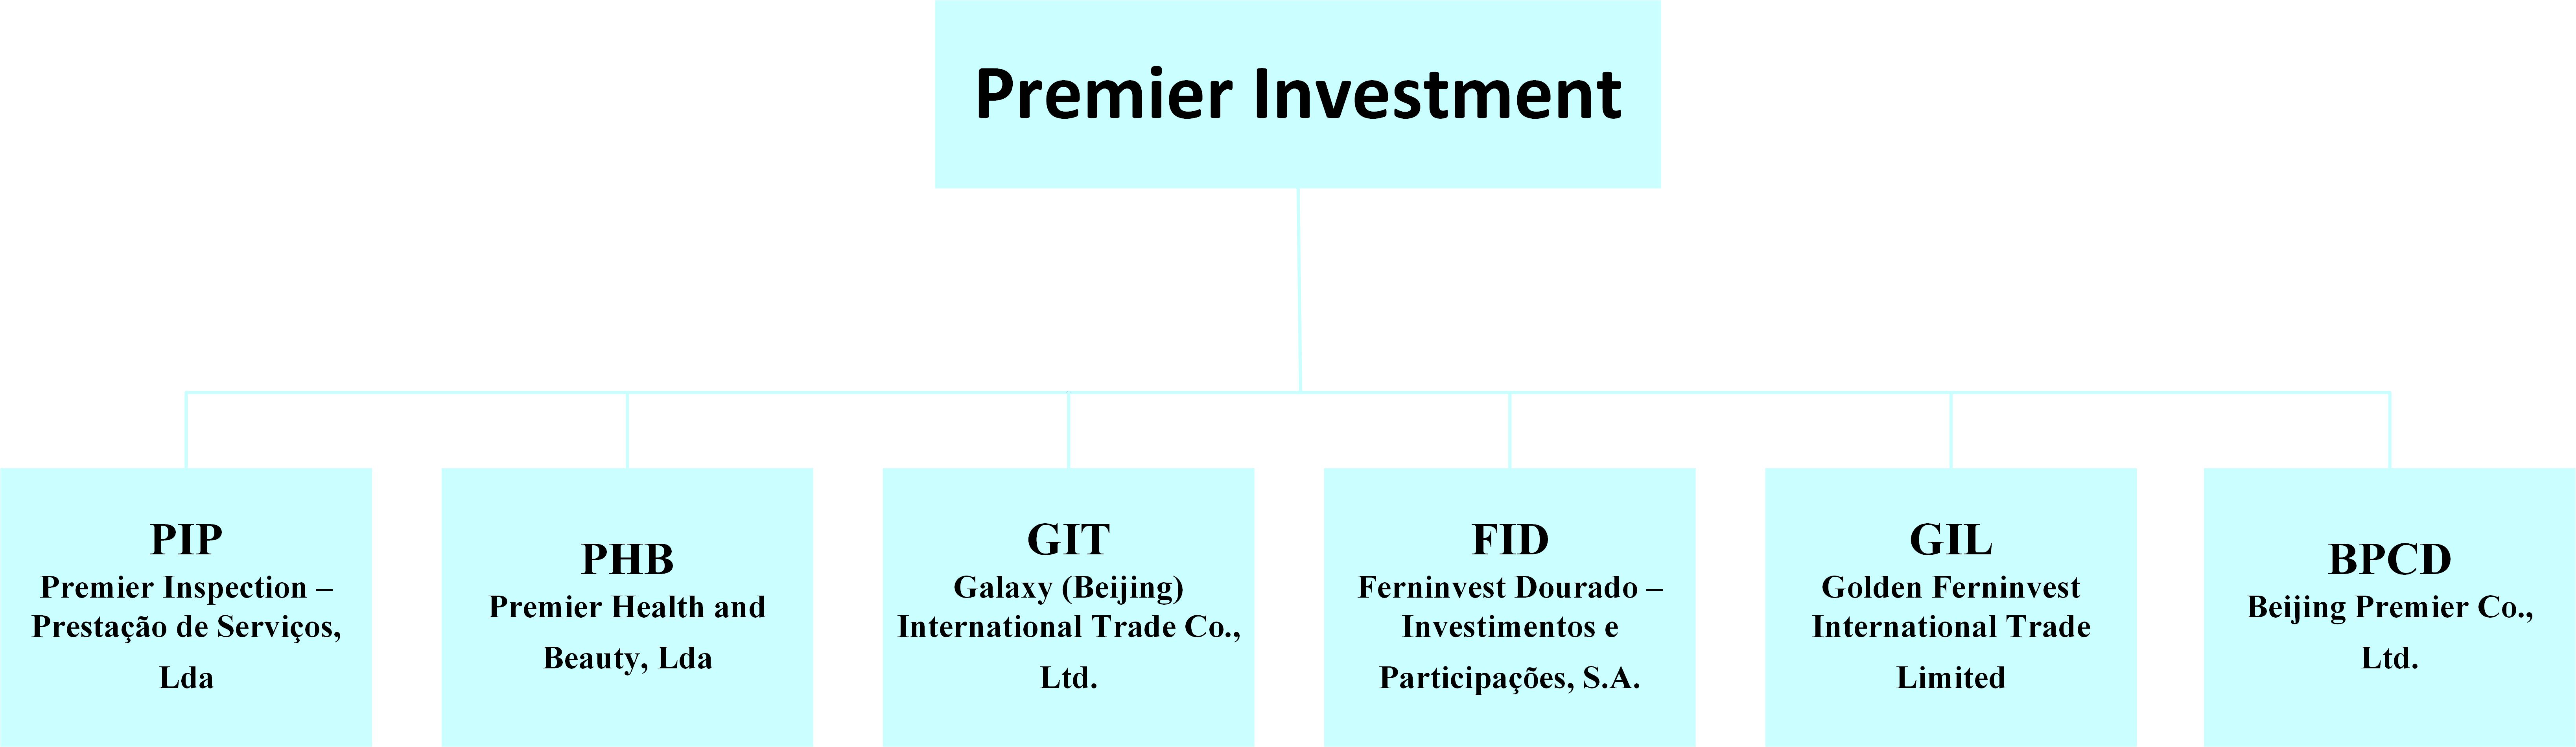 Premier Investment
PIP
Premier Inspection –
Prestação de Serviços,
Lda
PHB
Premier Health and
Beauty, Lda
GIT
Galaxy (Beijing)
International Trade Co.,
Ltd.
FID
Ferninvest Dourado –
Investimentos e
Participações, S.A.
GIL
Golden Ferninvest
International Trade
Limited
BPCD
Beijing Premier Co.,
Ltd.